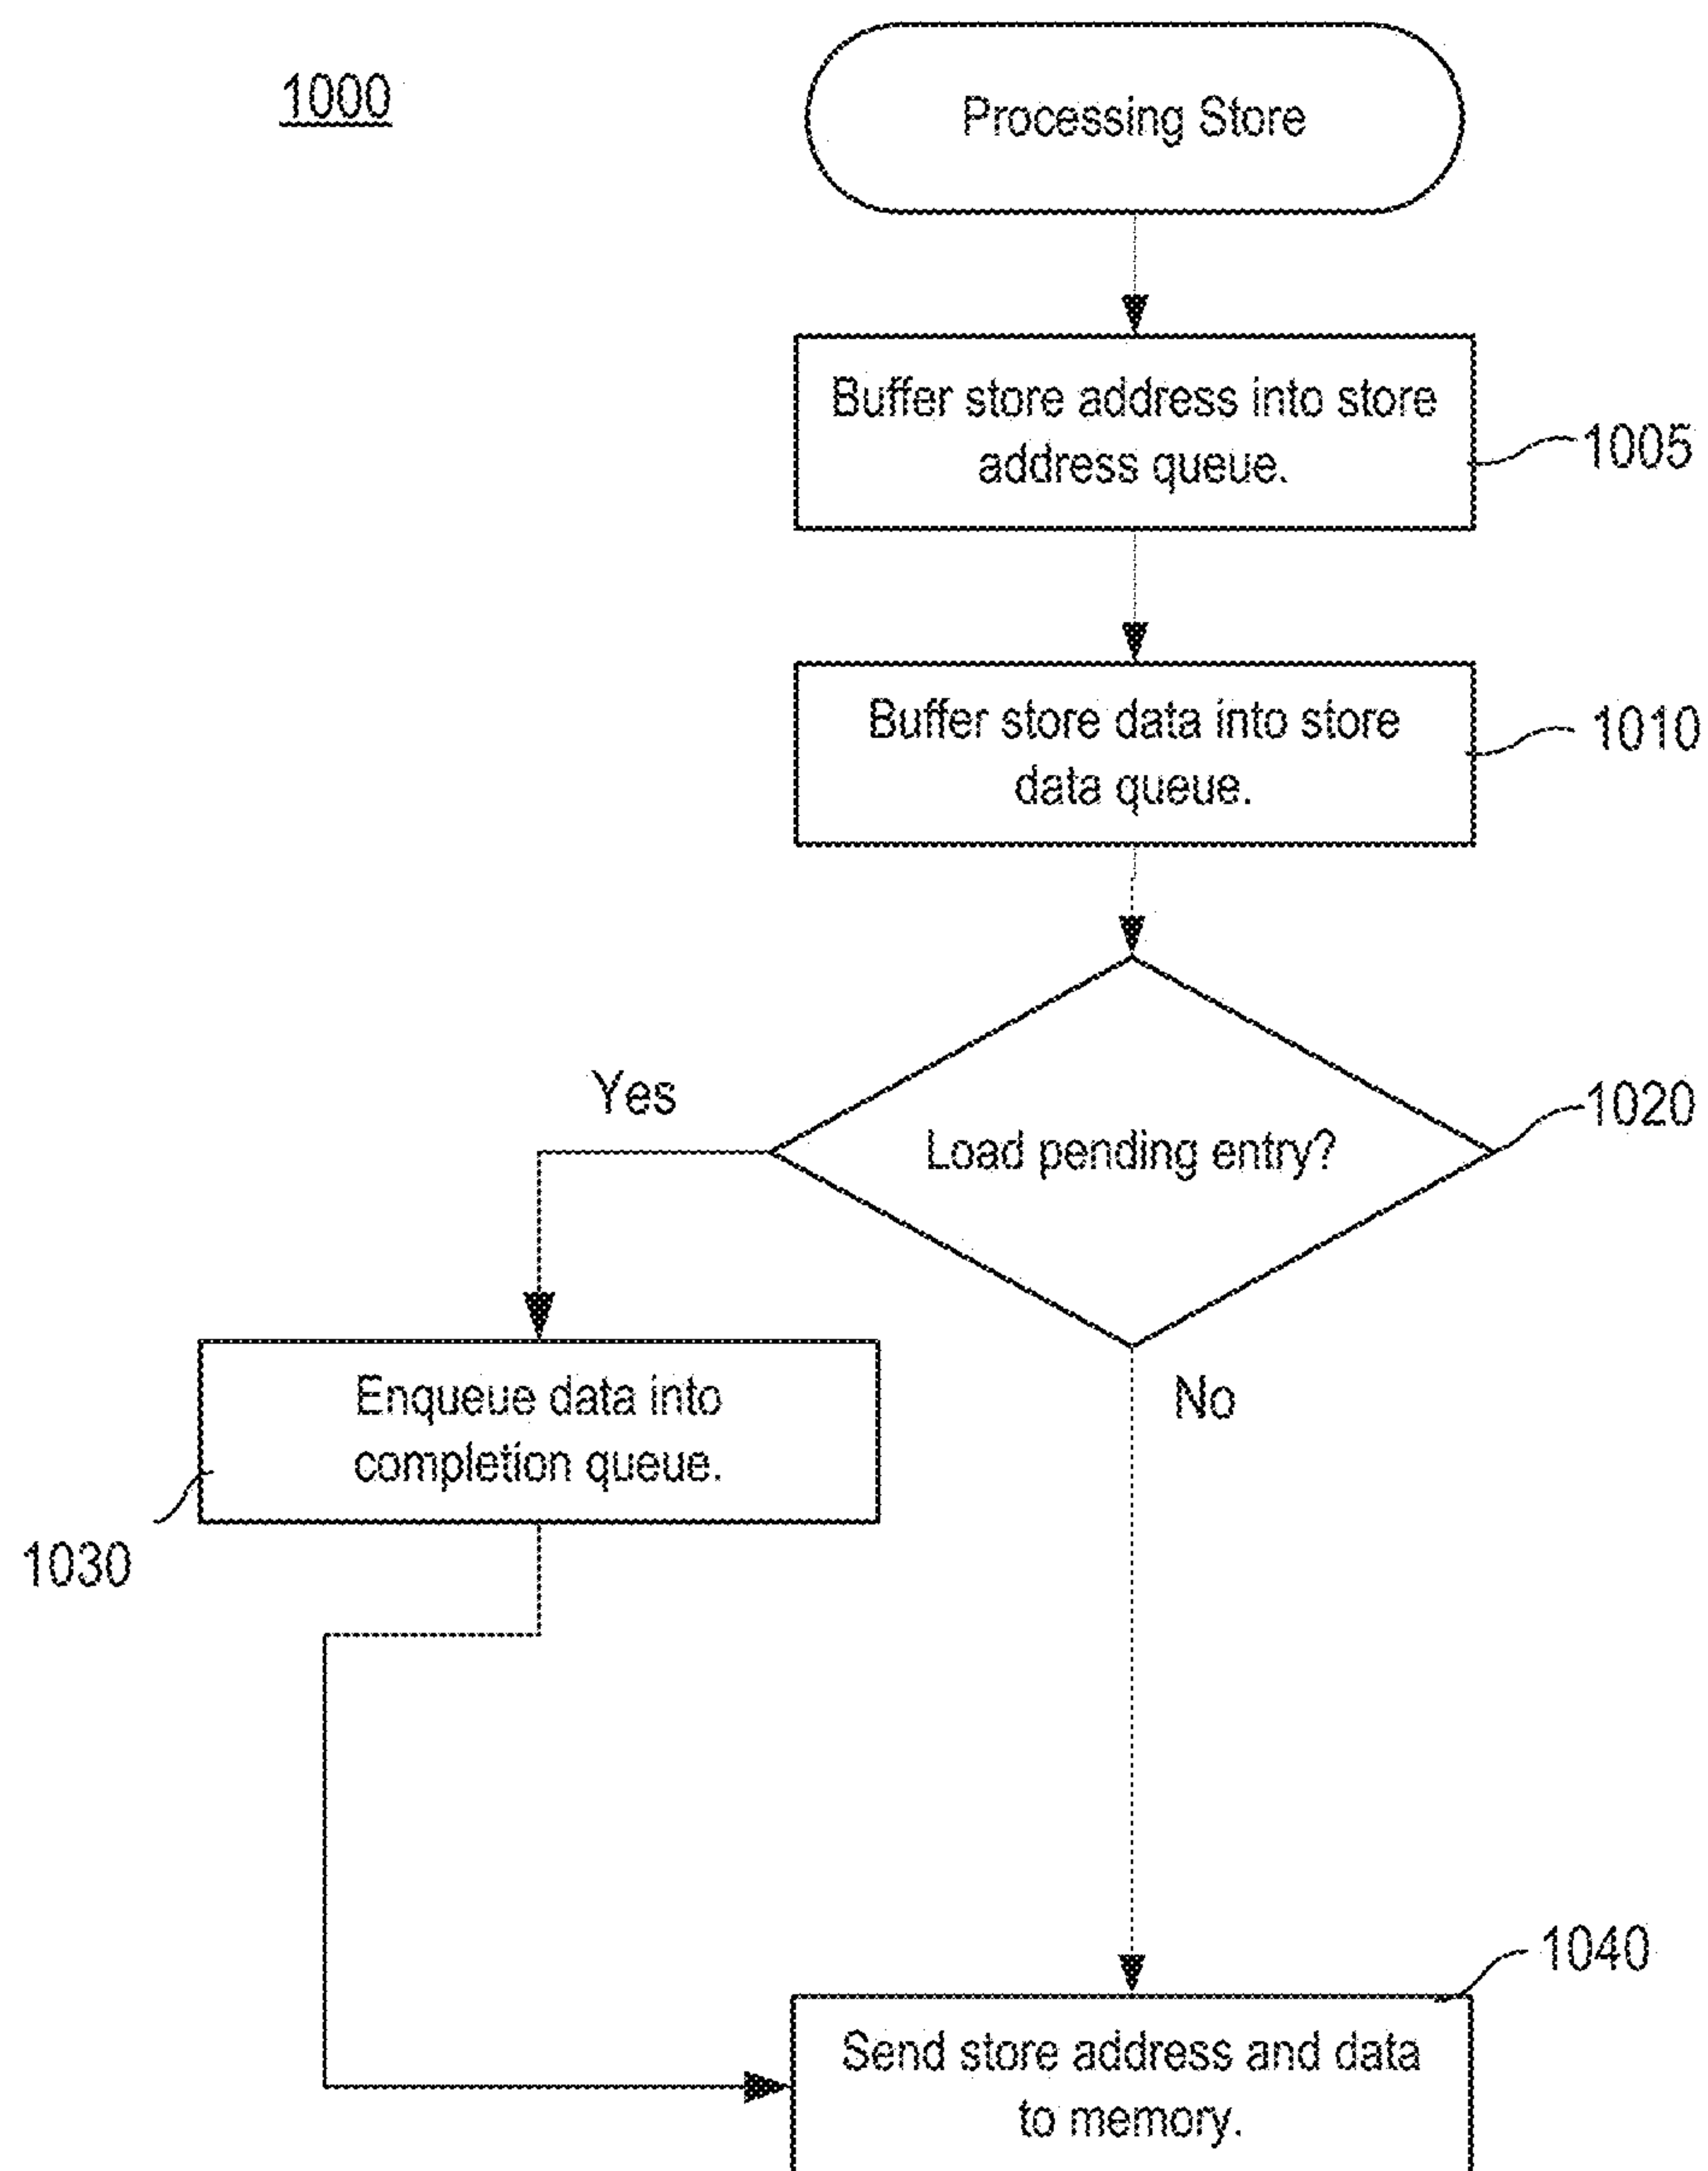 1000
Processing Store
Buffer store address into store
address queue.
1005
Buffer store data into store
data queue.
1010
Yes
Load pending entry?
1020
Enqueue data into
completion queue.
No
1030
1040
Send store address and data
to memory.